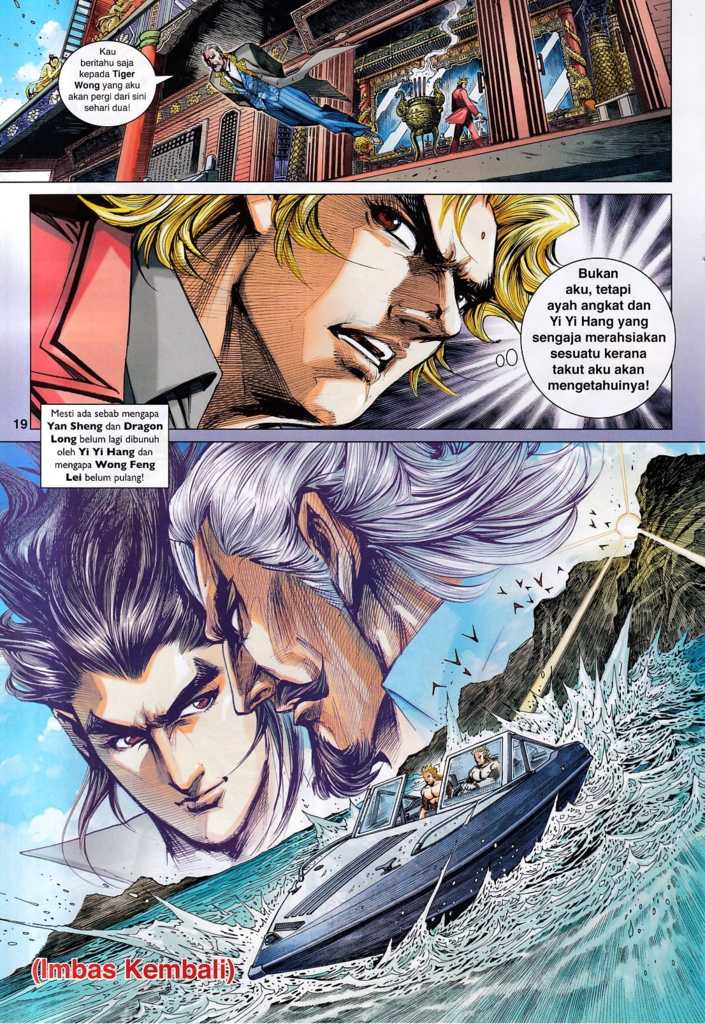 Kau
beritahu saja
kepada Tiger
Wong yang aku
akan pergi dari sini
sehari dua!
Bukan
aku, tetapi
ayah angkat dan
Yi Yi Hang yang
sengaja merahsiakan
sesuatu kerana
takut aku akan
mengetahuinya!
19
Mesti ada sebab mengapa
Yan Sheng dan Dragon
Long belum lagi dibunuh
oleh Yi Yi Hang dan
mengapa Wong Feng
Lei belum pulang!
(Imbas Kembali)